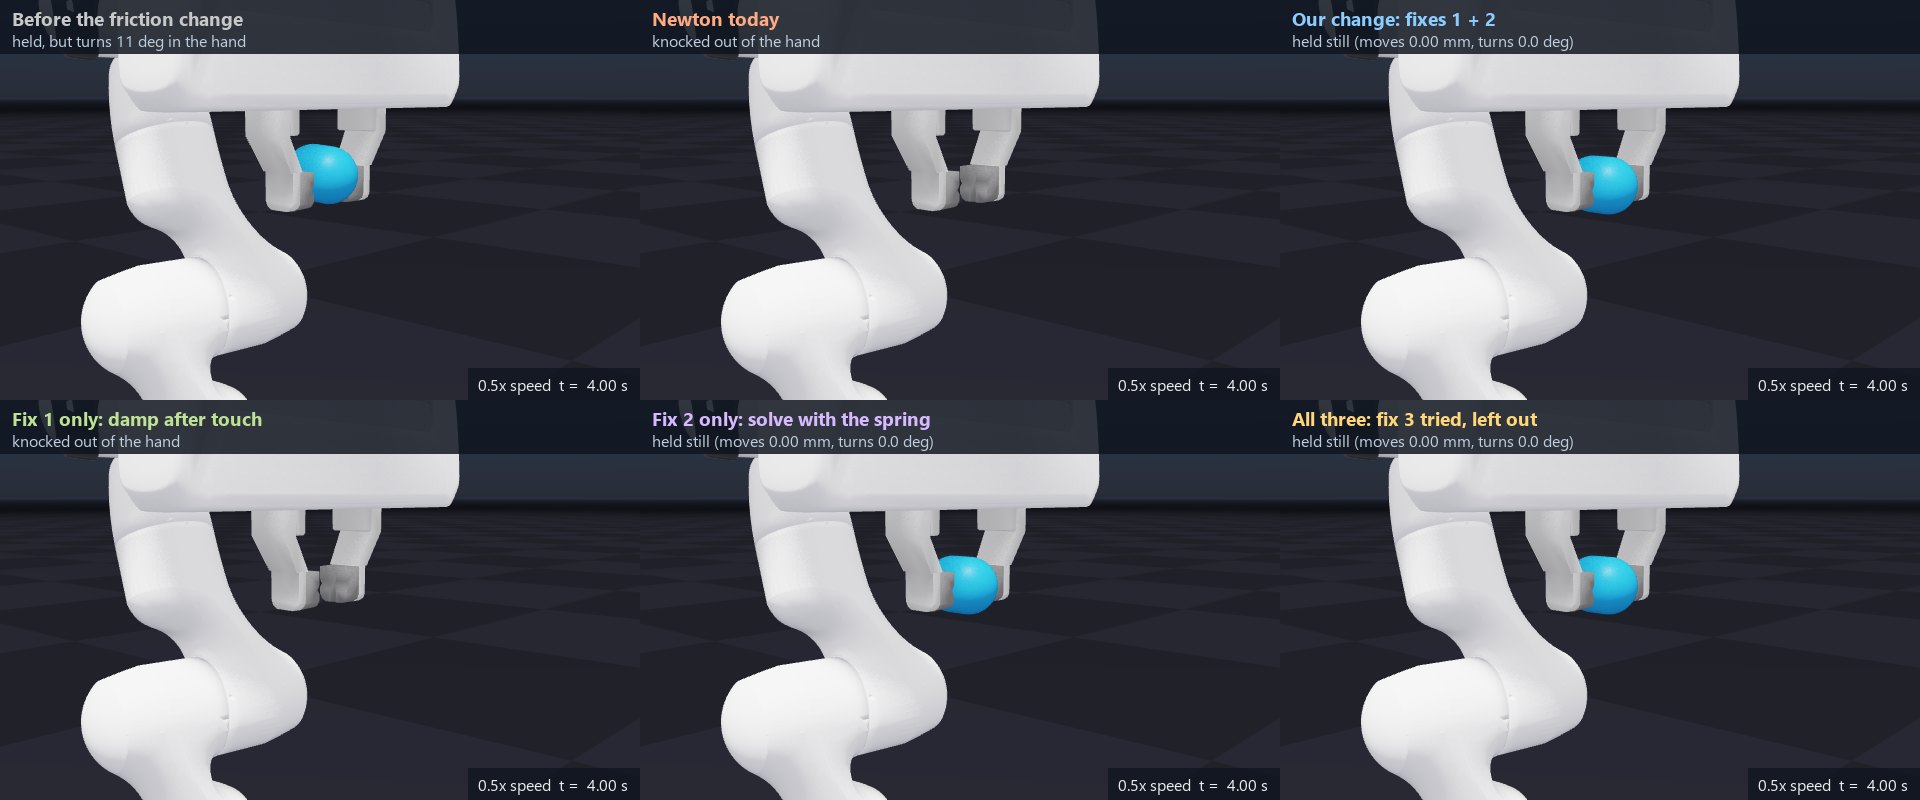 Before the friction change
held, but turns 11 deg in the hand
0.5x speed  t =  4.00 s
Newton today
knocked out of the hand
0.5x speed  t =  4.00 s
Our change: fixes 1 + 2
held still (moves 0.00 mm, turns 0.0 deg)
0.5x speed  t =  4.00 s
Fix 1 only: damp after touch
knocked out of the hand
0.5x speed  t =  4.00 s
Fix 2 only: solve with the spring
held still (moves 0.00 mm, turns 0.0 deg)
0.5x speed  t =  4.00 s
All three: fix 3 tried, left out
held still (moves 0.00 mm, turns 0.0 deg)
0.5x speed  t =  4.00 s